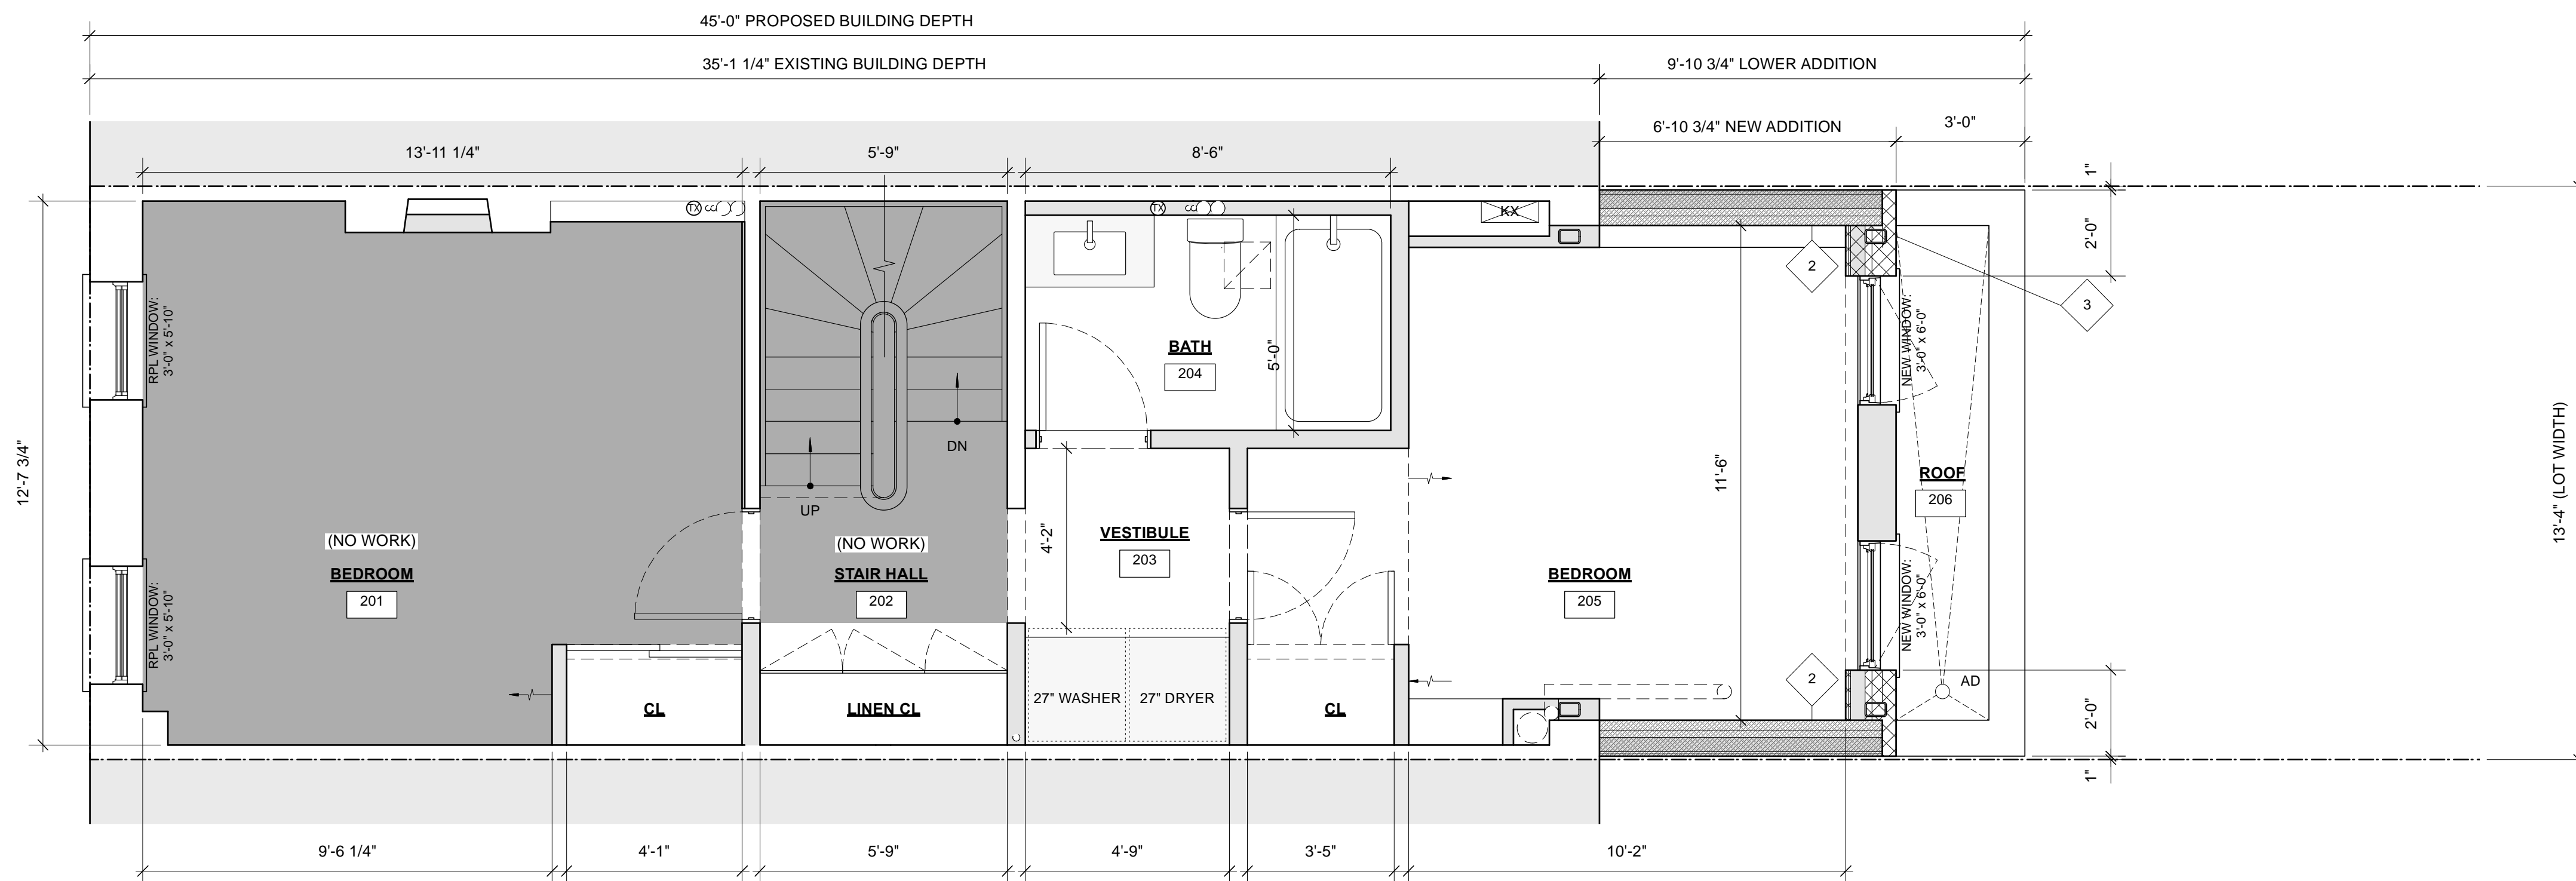 45'-0" PROPOSED BUILDING DEPTH
35'-1 1/4" EXISTING BUILDING DEPTH
9'-10 3/4" LOWER ADDITION
6'-10 3/4" NEW ADDITION
3'-0"
13'-11 1/4"
5'-9"
8'-6"
1"
2'-0"
TX
TX
KX
2
3
RPL WINDOW:
3'-0" x 5'-10"
NEW WINDOW:
3'-0" x 6'-0"
BATH
204
5'-0"
12'-7 3/4"
DN
UP
11'-6"
ROOF
206
13'-4" (LOT WIDTH)
(NO WORK)
BEDROOM
201
(NO WORK)
STAIR HALL
202
4'-2"
VESTIBULE
203
BEDROOM
205
RPL WINDOW:
3'-0" x 5'-10"
NEW WINDOW:
3'-0" x 6'-0"
2
AD
CL
LINEN CL
27" WASHER
27" DRYER
CL
2'-0"
1"
9'-6 1/4"
4'-1"
5'-9"
4'-9"
3'-5"
10'-2"